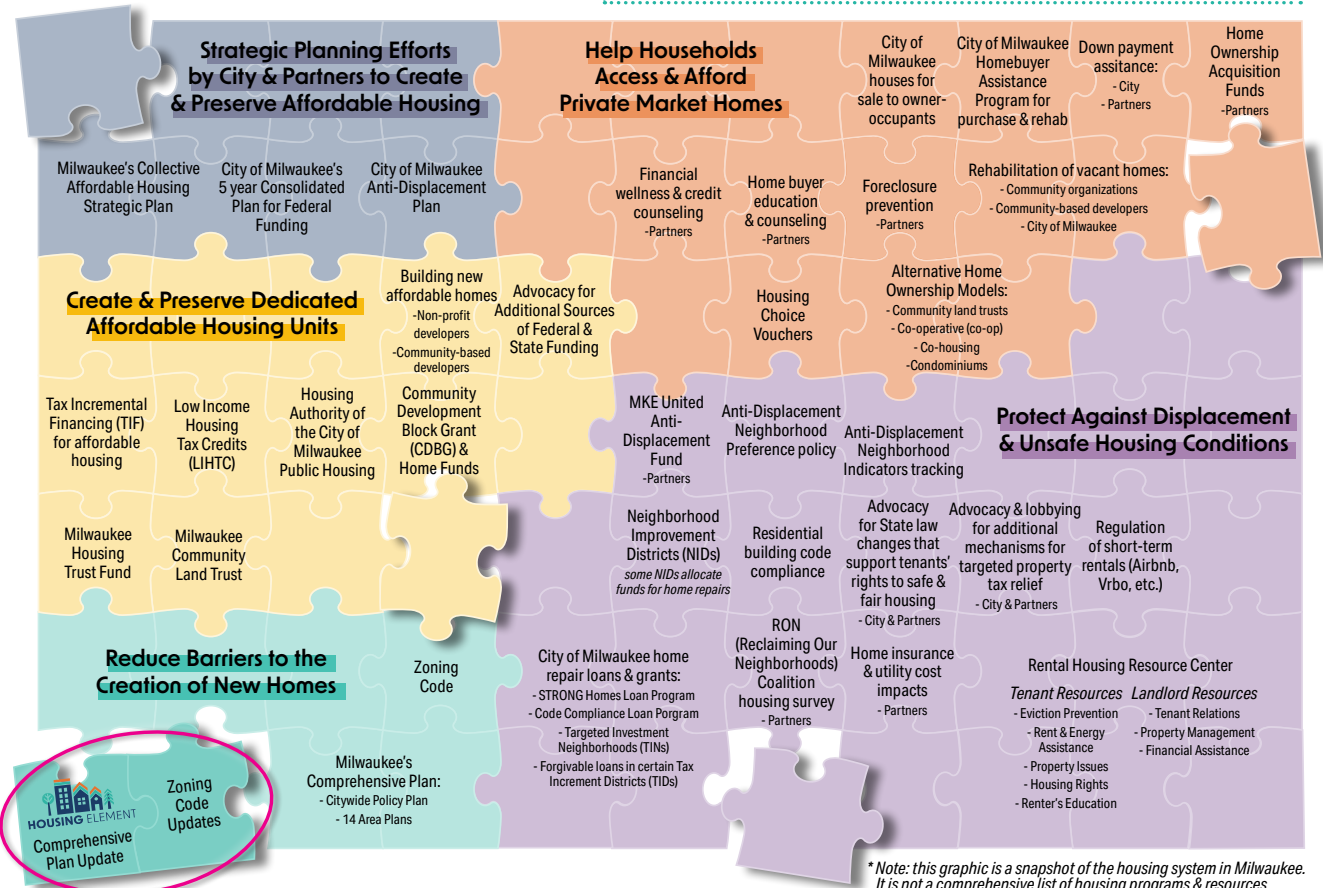 Strategic Planning Efforts
by City & Partners to Create
& Preserve Affordable Housing
Milwaukee's Collective
Affordable Housing
Strategic Plan
City of Milwaukee's
5 year Consolidated
Plan for Federal
Funding
City of Milwaukee
Anti-Displacement
Plan
Help Households
Access & Afford
Private Market Homes
City of
Milwaukee
houses for
sale to owner-
occupants
City of Milwaukee
Homebuyer
Assistance
Program for
purchase & rehab
Down payment
assitance:
- City
- Partners
Home
Ownership
Acquisition
Funds
-Partners
Financial
wellness & credit
counseling
-Partners
Home buyer
education
& counseling
-Partners
Foreclosure
prevention
-Partners
Rehabilitation of vacant homes:
- Community organizations
- Community-based developers
- City of Milwaukee
Housing
Choice
Vouchers
Alternative Home
Ownership Models:
- Community land trusts
- Co-operative (co-op)
- Co-housing
-Condominiums
Create & Preserve Dedicated
Affordable Housing Units
Building new
affordable homes
-Non-profit
developers
-Community-based
developers
Advocacy for
Additional Sources
of Federal &
State Funding
Tax Incremental
Financing (TIF)
for affordable
housing
Low Income
Housing
Tax Credits
(LIHTC)
Housing
Authority of
the City of
Milwaukee
Public Housing
Community
Development
Block Grant
(CDBG) &
Home Funds
Milwaukee
Housing
Trust Fund
Milwaukee
Community
Land Trust
Protect Against Displacement
& Unsafe Housing Conditions
MKE United
Anti-
Displacement
Fund
-Partners
Anti-Displacement
Neighborhood
Preference policy
Anti-Displacement
Neighborhood
Indicators tracking
Neighborhood
Improvement
Districts (NIDs)
some NIDs allocate
funds for home repairs
Residential
building code
compliance
Advocacy
for State law
changes that
support tenants'
rights to safe &
fair housing
- City & Partners
Advocacy & lobbying
for additional
mechanisms for
targeted property
tax relief
- City & Partners
Regulation
of short-term
rentals (Airbnb,
Vrbo, etc.)
City of Milwaukee home
repair loans & grants:
- STRONG Homes Loan Program
- Code Compliance Loan Porgram
- Targeted Investment
Neighborhoods (TINs)
- Forgivable loans in certain Tax
Increment Districts (TIDs)
RON
(Reclaiming Our
Neighborhoods)
Coalition
housing survey
- Partners
Home insurance
& utility cost
impacts
- Partners
Rental Housing Resource Center
Tenant Resources
- Eviction Prevention
- Rent & Energy
Assistance
- Property Issues
- Housing Rights
- Renter's Education
Landlord Resources
- Tenant Relations
- Property Management
- Financial Assistance
Reduce Barriers to the
Creation of New Homes
Zoning
Code
Milwaukee's
Comprehensive Plan:
- Citywide Policy Plan
- 14 Area Plans
HOUSING ELEMENT
Comprehensive
Plan Update
Zoning
Code
Updates
* Note: this graphic is a snapshot of the housing system in Milwaukee.
It is not a comprehensive list of housing programs & resources